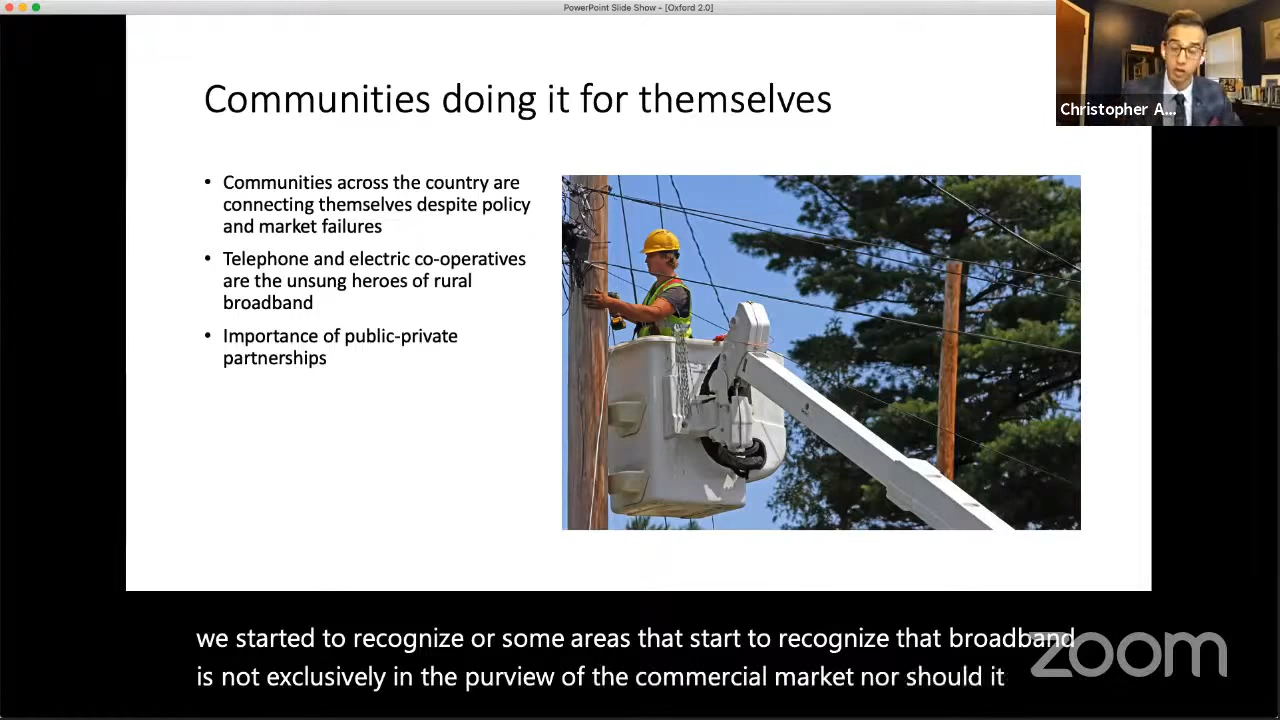 PowerPoint Slide Show - [Oxford 2.0]
Christopher A...
Communities doing it for themselves
• Communities across the country are
connecting themselves despite policy
and market failures
• Telephone and electric co-operatives
are the unsung heroes of rural
broadband
• Importance of public-private
partnerships
we started to recognize or some areas that start to recognize that broadband
is not exclusively in the purview of the commercial market nor should it
zoom